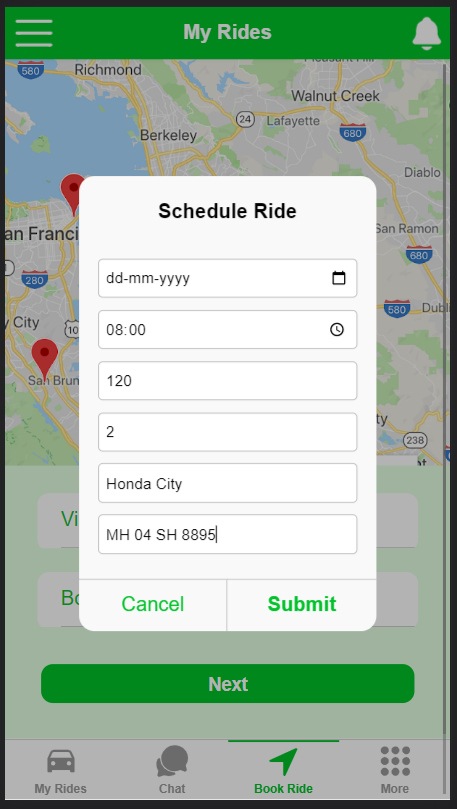 My Rides
580
Richmond
Pleasant Hill
Walnut Creek
24
Lafayette
680
Berkeley
Diablo
an Franci
San Ramon
280
680
580
Dubli
y City
San Brun
ty
238
Schedule Ride
dd-mm-yyyy
08:00
120
2
Honda City
MH 04 SH 8895
Cancel
Submit
Vi
Bo
Next
My Rides
Chat
Book Ride
More